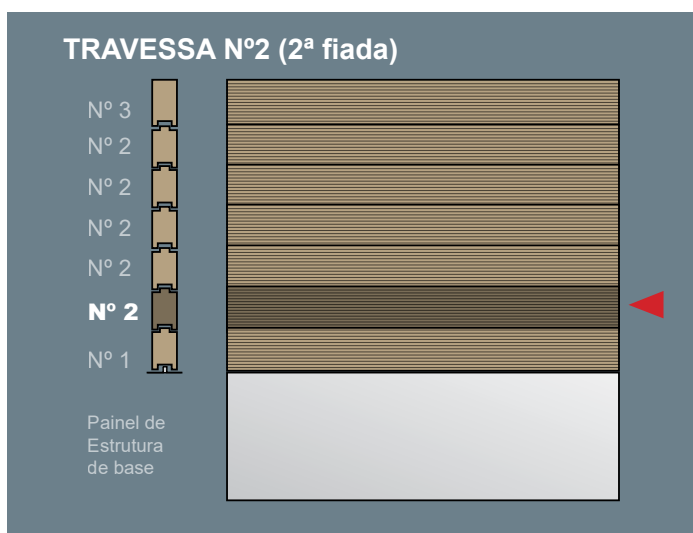 TRAVESSA Nº2 (2ª fiada)
Nº 3
Nº 2
Nº 2
Nº 2
Nº 2
Nº 2
Nº 1
Painel de
Estrutura
de base